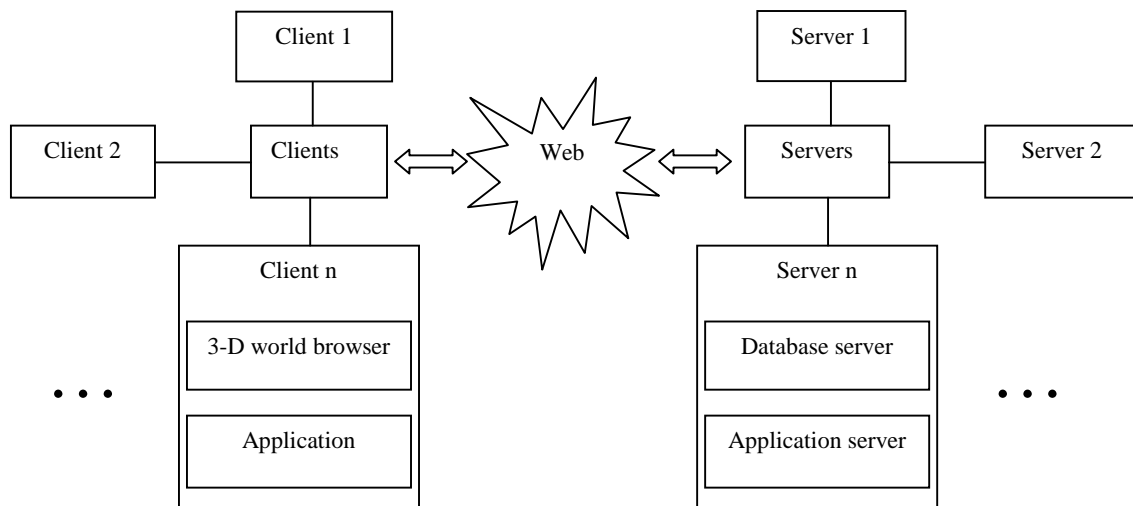 Client 1
Server 1
Client 2
Clients
Web
Servers
Server 2
Client n
Server n
3-D world browser
Database server
• • •
• • •
Application
Application server